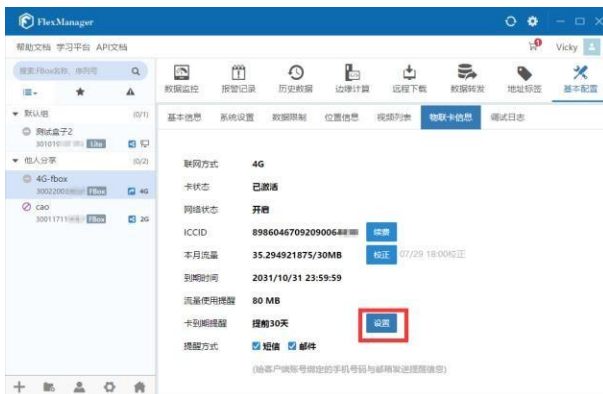 FlexManager
帮助文档 学习平台 API文档 Vicky
搜索FBox名称、序列号
数据监控 报警记录 历史数据 边缘计算 远程下载 数据转发 地址标签 基本配置
默认组 (0/1)
测试盒子2
301019 Lite
他人分享 (0/2)
4G-fbox
3002200 FBox 4G
cao
30011711 FBox 2G
基本信息 系统设置 数据限制 位置信息 视频列表 物联卡信息 调试日志
联网方式 4G
卡状态 已激活
网络状态 开启
ICCID 89860467092090064 续费
本月流量 35.294921875/30MB 校正 07/29 18:00校正
到期时间 2031/10/31 23:59:59
流量使用提醒 80 MB
卡到期提醒 提前30天 设置
提醒方式 短信 邮件
(给客户端账号绑定的手机号码与邮箱发送提醒信息)